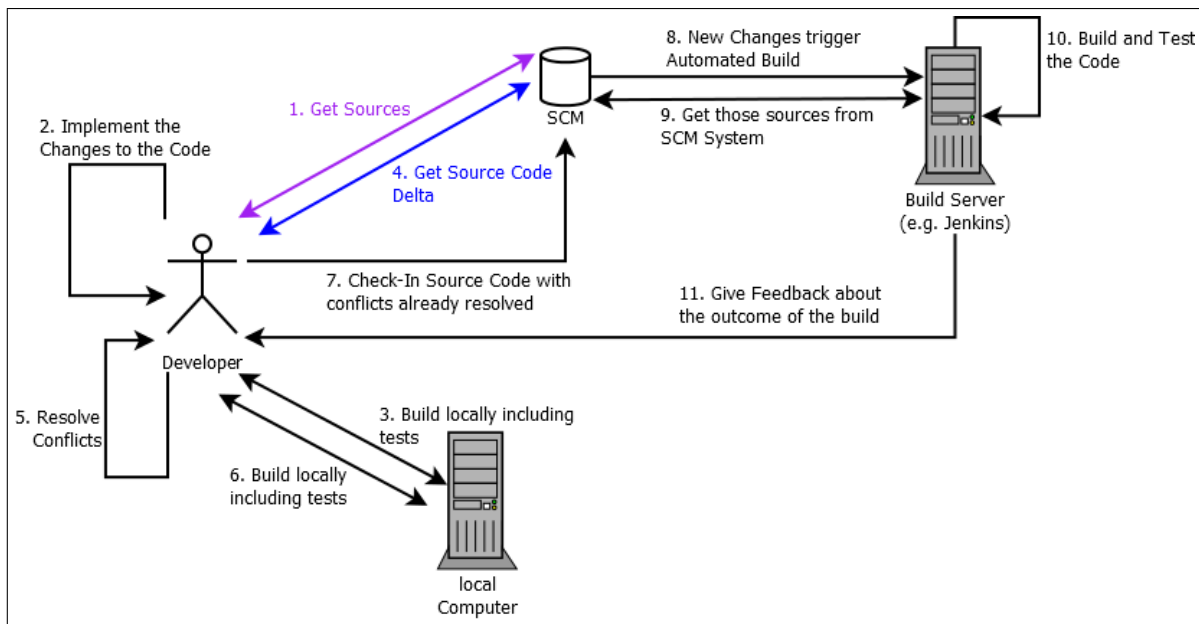 8. New Changes trigger
Automated Build
10. Build and Test
the Code
1. Get Sources
SCM
9. Get those sources from
SCM System
2. Implement the
Changes to the Code
4. Get Source Code
Delta
Build Server
(e.g. Jenkins)
7. Check-In Source Code with
conflicts already resolved
11. Give Feedback about
the outcome of the build
Developer
5. Resolve
Conflicts
3. Build locally including
tests
6. Build locally
including tests
local
Computer